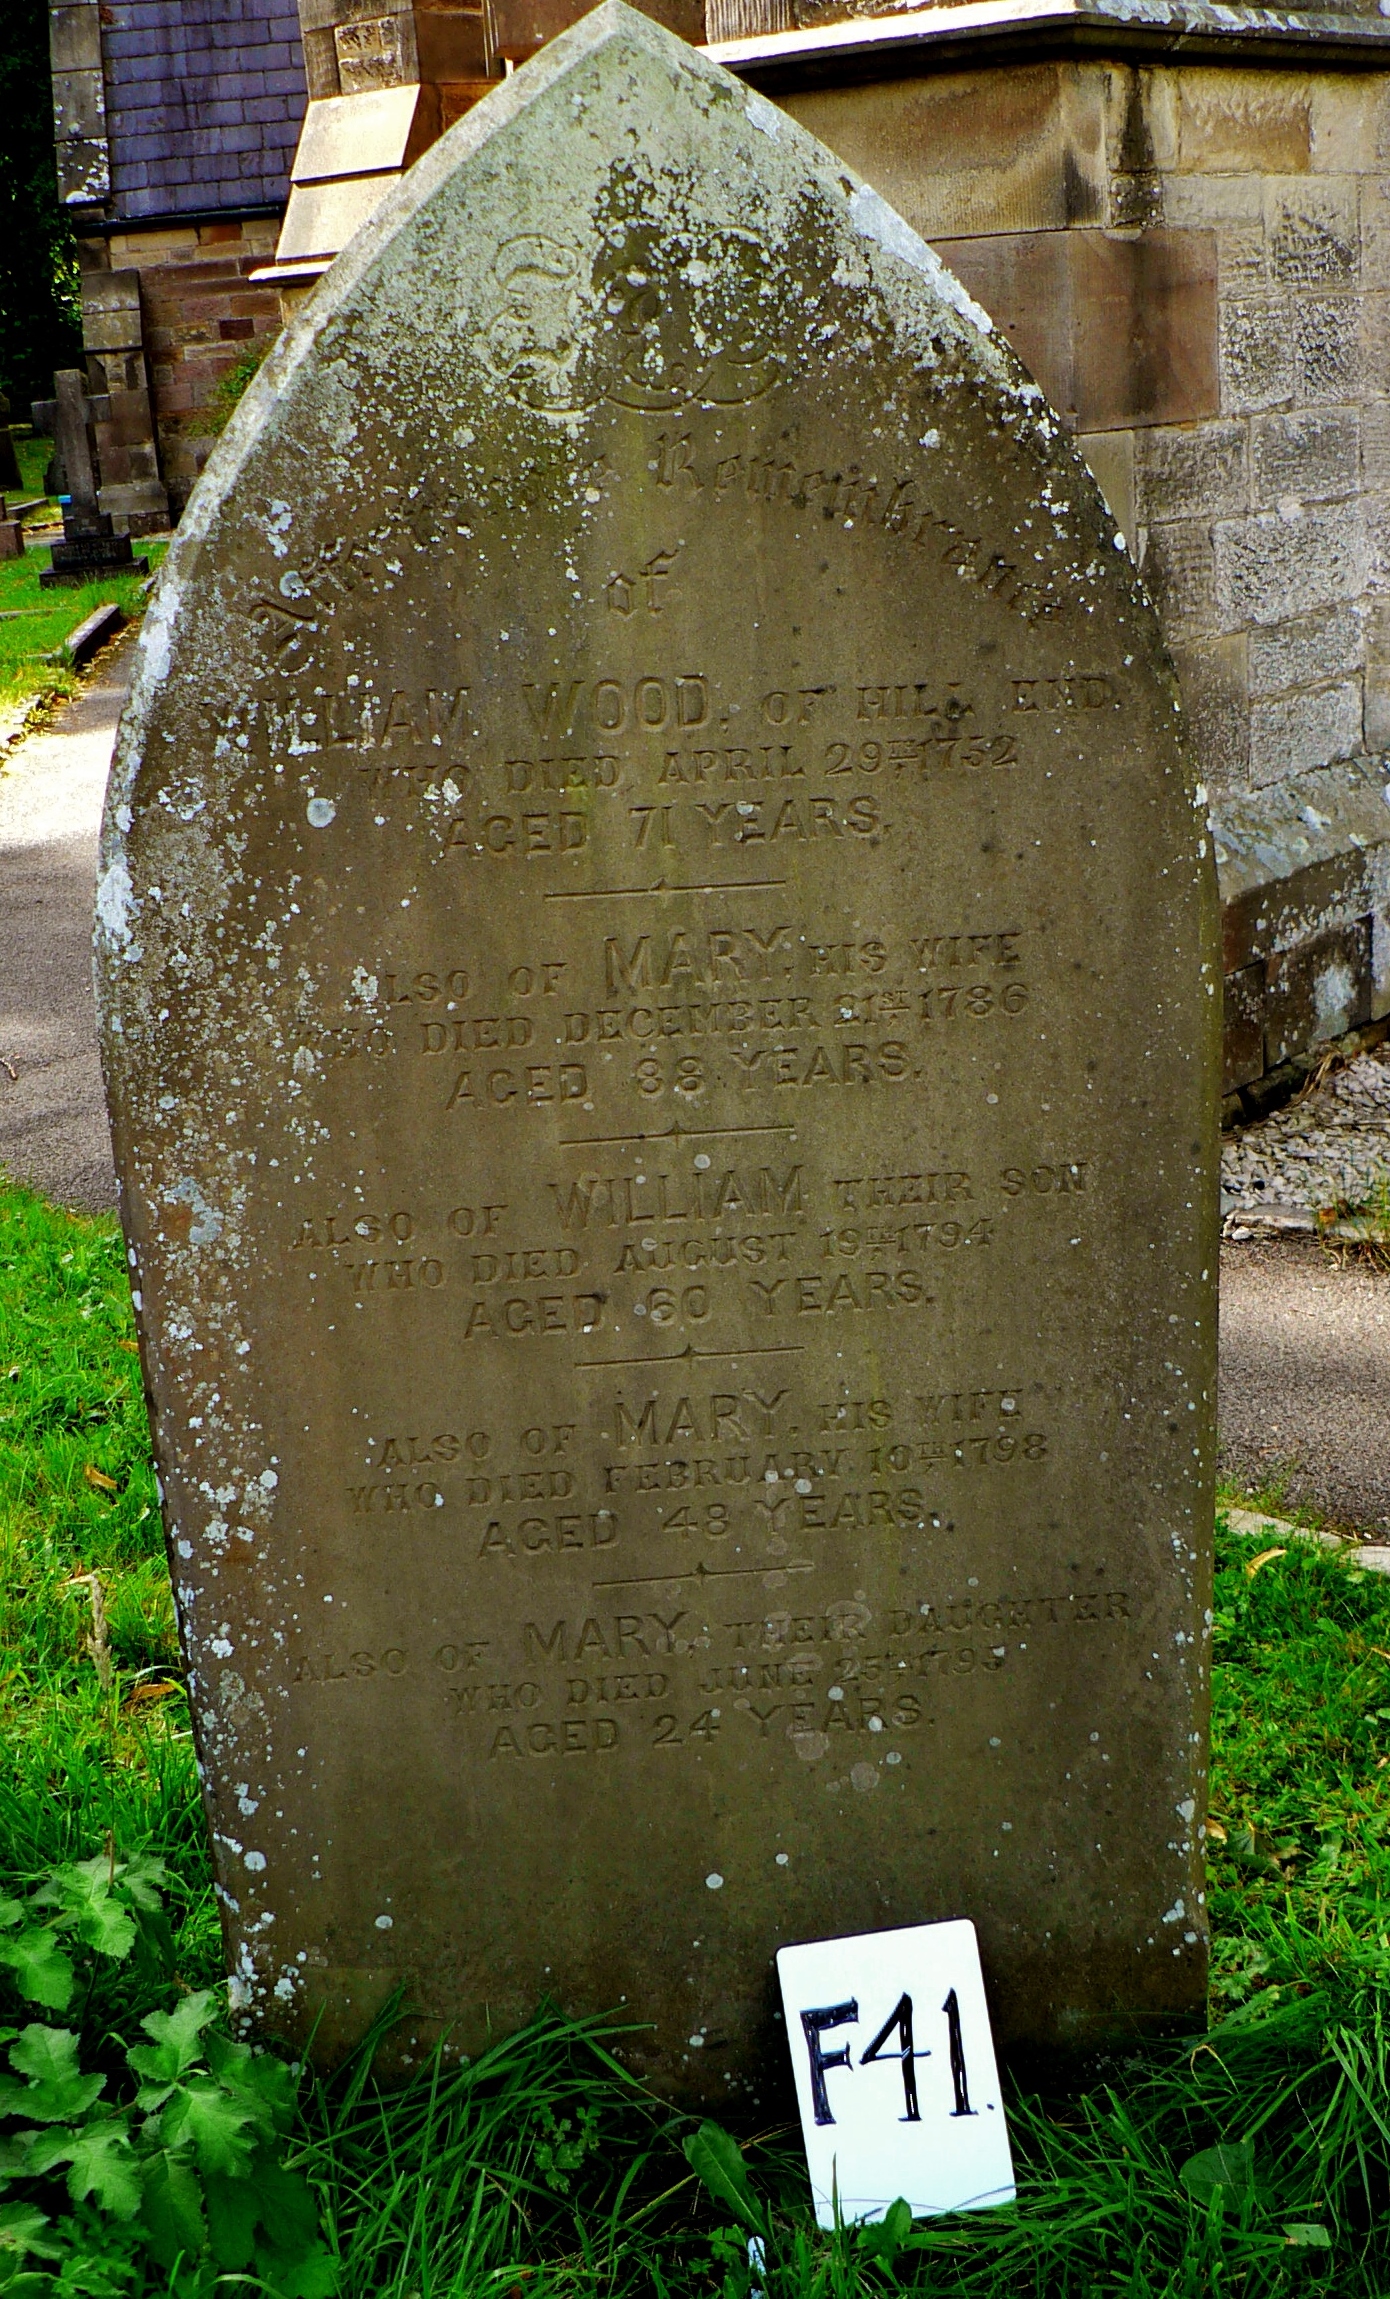 In Affectionate Remembrance
of
WILLIAM WOOD, OF HILL END,
WHO DIED APRIL 29TH 1752
AGED 71 YEARS.
ALSO OF MARY, HIS WIFE
WHO DIED DECEMBER 21ST 1786
AGED 88 YEARS.
ALSO OF WILLIAM THEIR SON
WHO DIED AUGUST 19TH 1794
AGED 60 YEARS.
ALSO OF MARY, HIS WIFE
WHO DIED FEBRUARY 10TH 1798
AGED 48 YEARS.
ALSO OF MARY, THEIR DAUGHTER
WHO DIED JUNE 25TH 1795
AGED 24 YEARS.
F41.